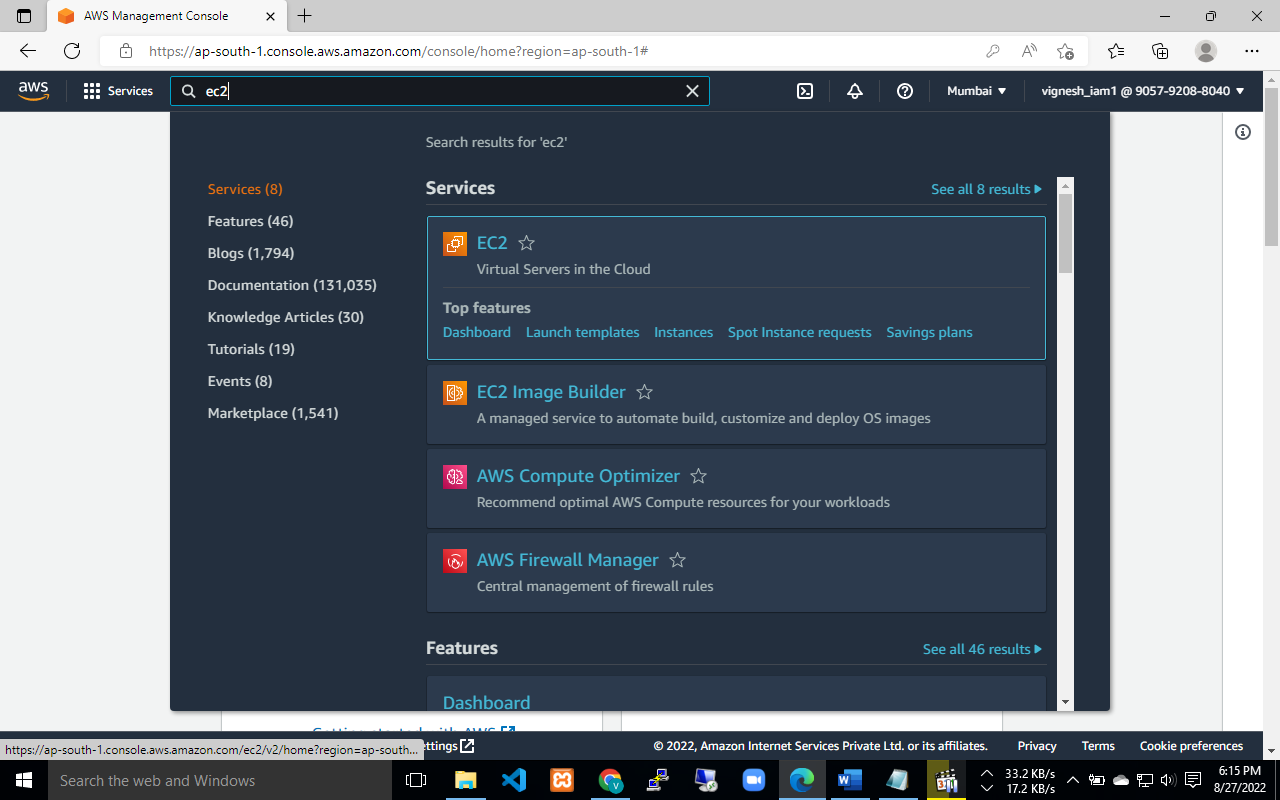 AWS Management Console
https://ap-south-1.console.aws.amazon.com/console/home?region=ap-south-1#
aws
Services
ec2
Mumbai
vignesh_iam1 @ 9057-9208-8040
Search results for 'ec2'
Services (8)
Features (46)
Blogs (1,794)
Documentation (131,035)
Knowledge Articles (30)
Tutorials (19)
Events (8)
Marketplace (1,541)
Services
See all 8 results
EC2
Virtual Servers in the Cloud
Top features
Dashboard Launch templates Instances Spot Instance requests Savings plans
EC2 Image Builder
A managed service to automate build, customize and deploy OS images
AWS Compute Optimizer
Recommend optimal AWS Compute resources for your workloads
AWS Firewall Manager
Central management of firewall rules
Features
See all 46 results
Dashboard
Getting started with AWS
https://ap-south-1.console.aws.amazon.com/ec2/v2/home?region=ap-south...
© 2022, Amazon Internet Services Private Ltd. or its affiliates.
Privacy
Terms
Cookie preferences
Search the web and Windows
33.2 KB/s
17.2 KB/s
6:15 PM
8/27/2022